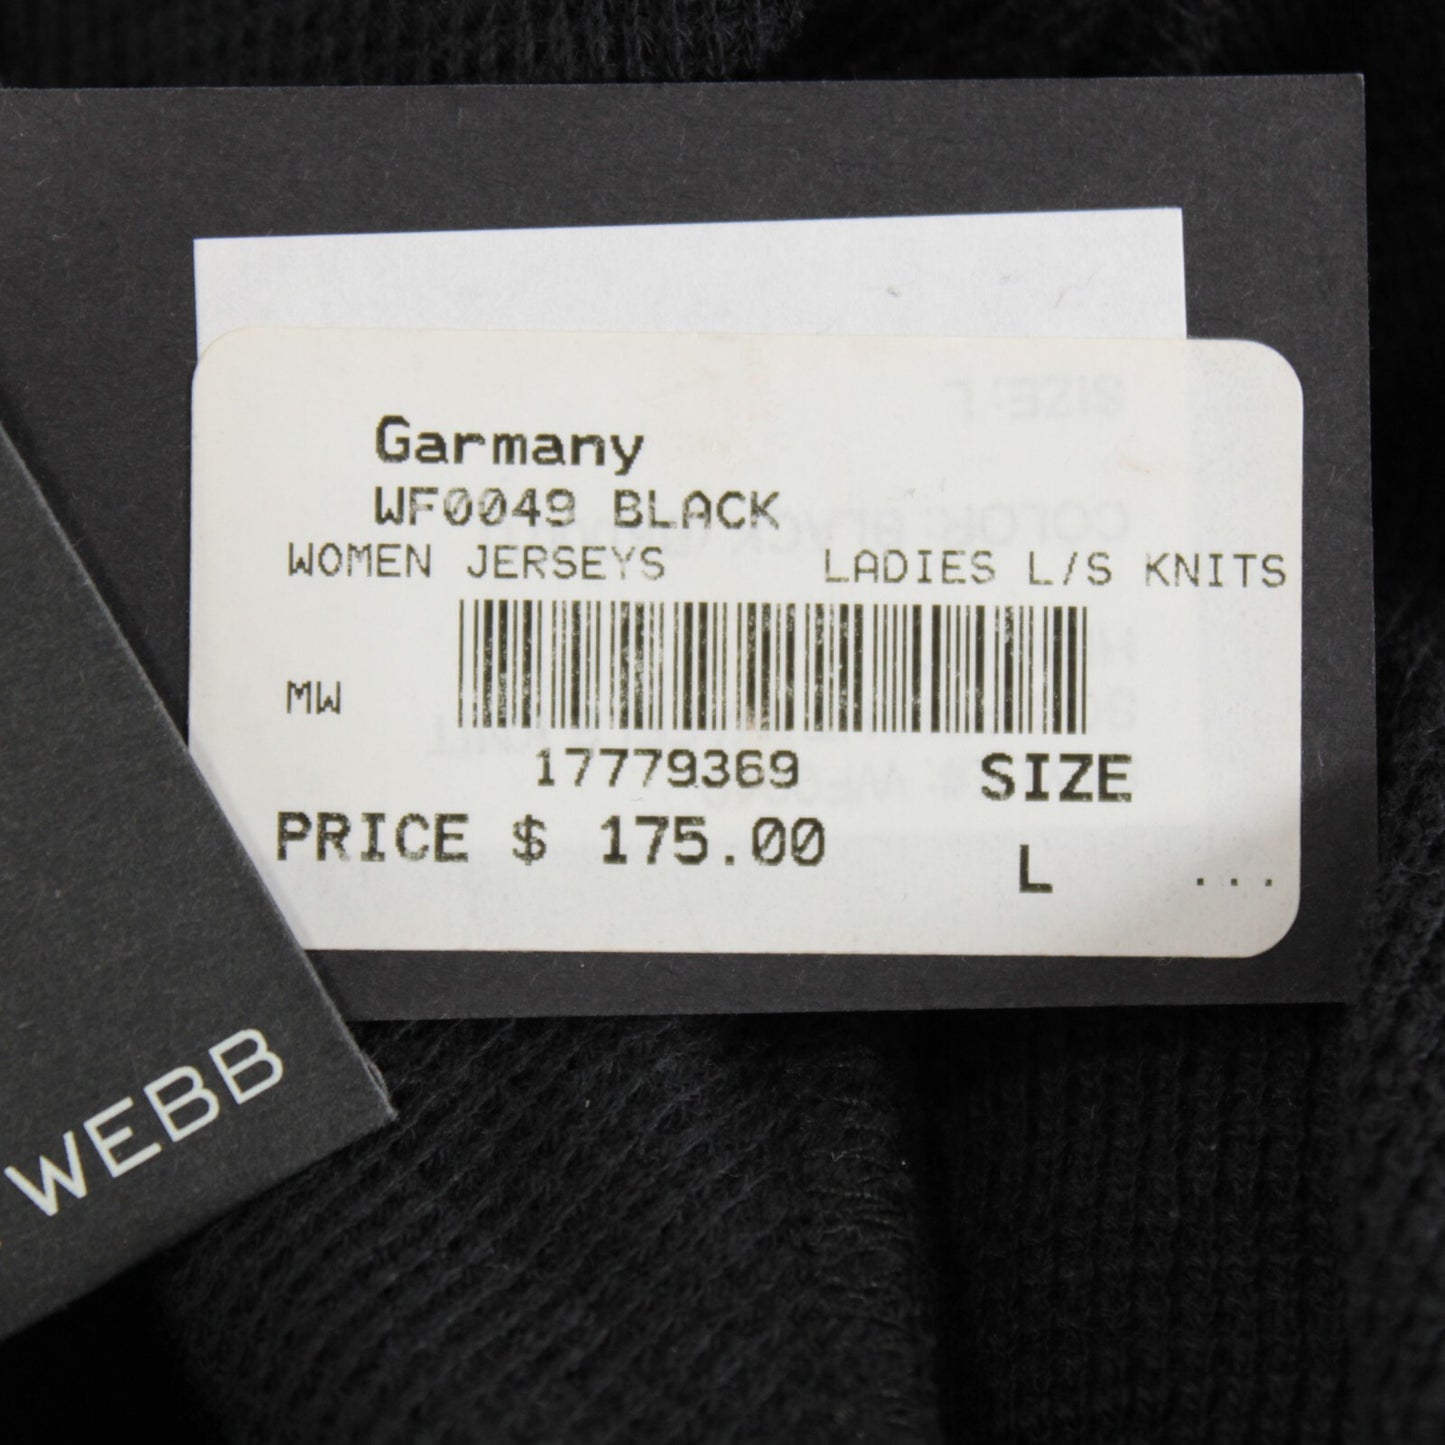 Garmany
WF0049 BLACK
WOMEN JERSEYS LADIES L/S KNITS
MW
17779369
SIZE
PRICE $ 175.00
L ...
WEBB